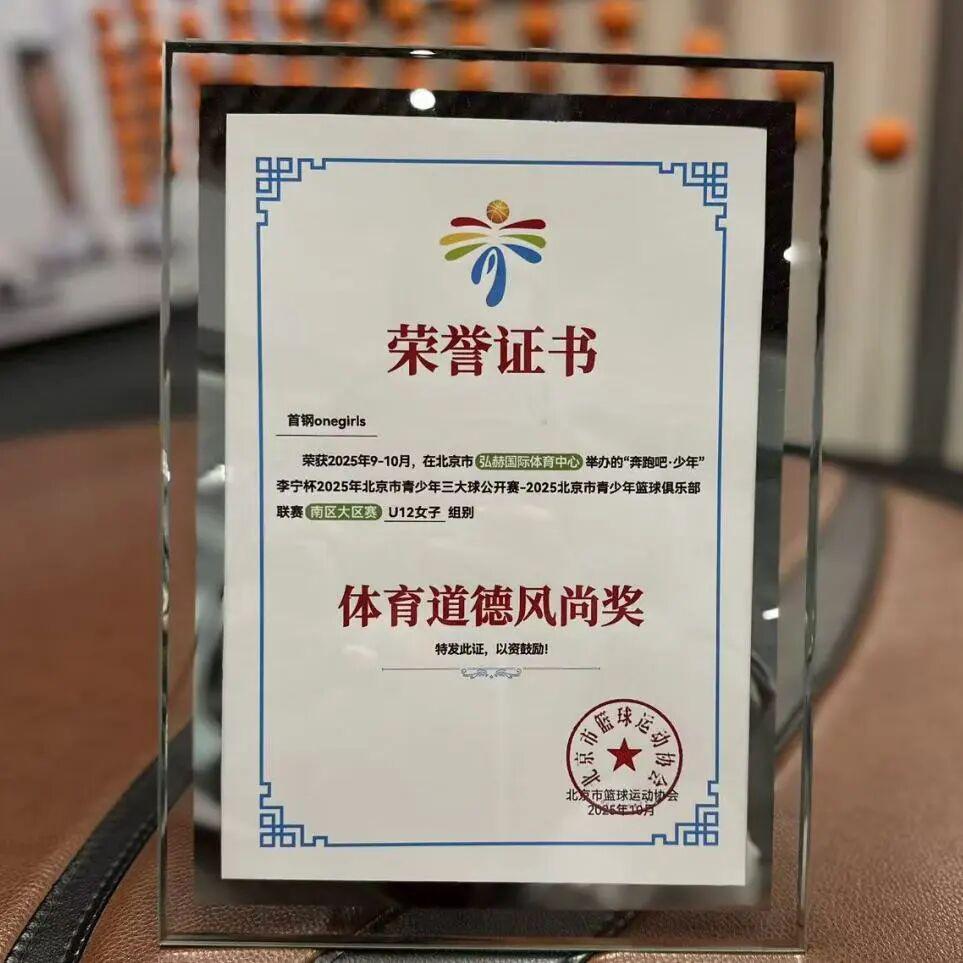 荣誉证书
首钢onegirls
荣获2025年9-10月，在北京市 弘赫国际体育中心 举办的“奔跑吧·少年”
李宁杯2025年北京市青少年三大球公开赛-2025北京市青少年篮球俱乐部
联赛 南区大区赛 U12女子 组别
体育道德风尚奖
特发此证，以资鼓励!
北京市篮球运动协会
北京市篮球运动协会
2025年10月